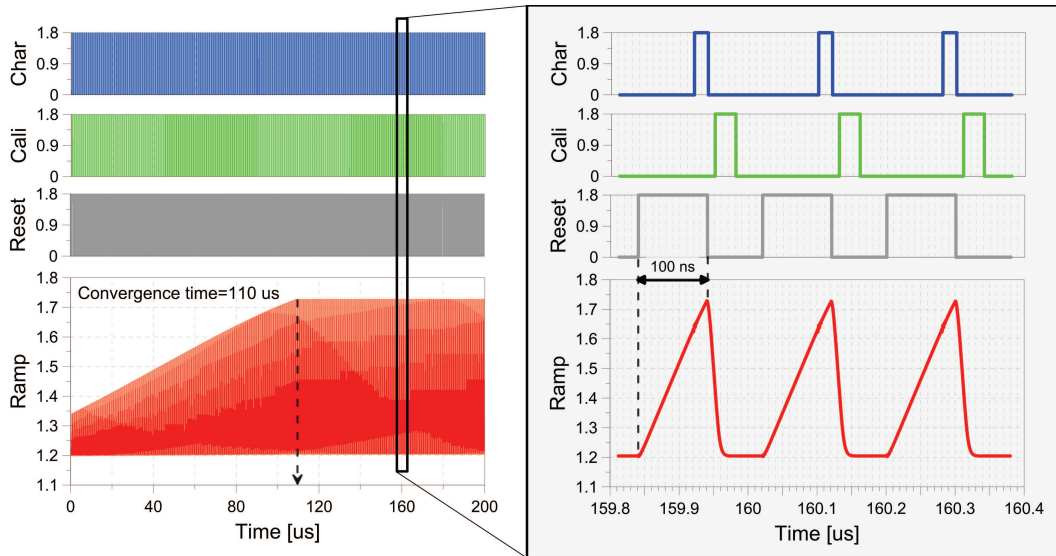 Char
1.8
0.9
0
Cali
1.8
0.9
0
Reset
1.8
0.9
0
Ramp
1.8
1.7
1.6
1.5
1.4
1.3
1.2
1.1
Convergence time=110 us
0 40 80 120 160 200
Time [us]
Char
1.8
0.9
0
Cali
1.8
0.9
0
Reset
1.8
0.9
0
100 ns
Ramp
1.8
1.7
1.6
1.5
1.4
1.3
1.2
1.1
159.8 159.9 160 160.1 160.2 160.3 160.4
Time [us]